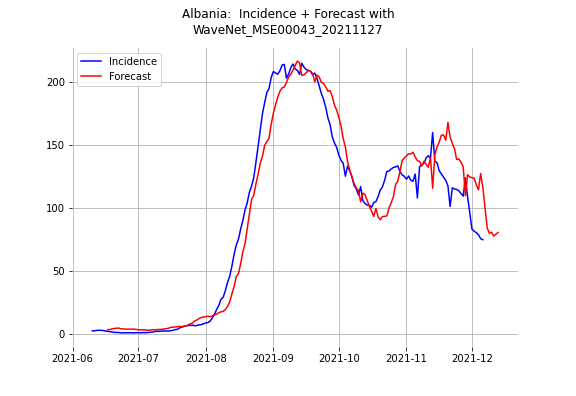 Albania:  Incidence + Forecast with
WaveNet_MSE00043_20211127
Incidence
Forecast
200
150
100
50
0
2021-06 2021-07 2021-08 2021-09 2021-10 2021-11 2021-12